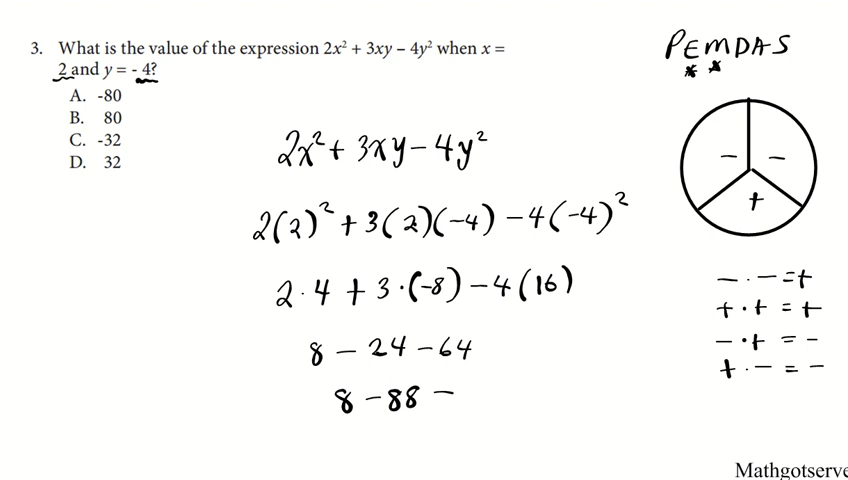 3. What is the value of the expression 2x² + 3xy – 4y² when x =
2 and y = - 4?
A. -80
B. 80
C. -32
D. 32
2x² + 3xy – 4y²
2(2)² + 3(2)(-4) – 4(-4)²
2·4 + 3·(-8) – 4(16)
8 – 24 – 64
8 – 88 –
PEMDAS
* *
– –
+
– · – = +
+ · + = +
– · + = –
+ · – = –
Mathgotserve